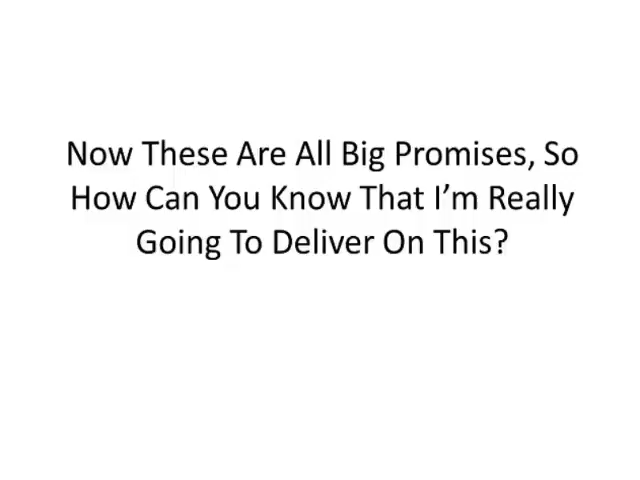 Now These Are All Big Promises, So
How Can You Know That I’m Really
Going To Deliver On This?